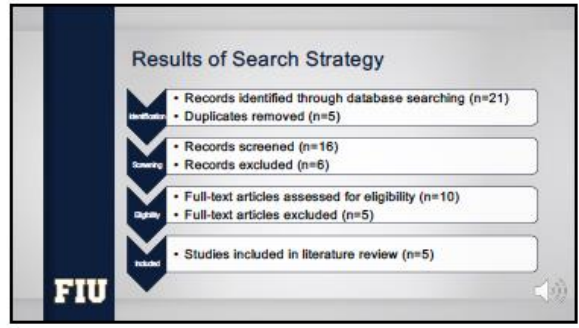 Results of Search Strategy
Identification
• Records identified through database searching (n=21)
• Duplicates removed (n=5)
Screening
• Records screened (n=16)
• Records excluded (n=6)
Eligibility
• Full-text articles assessed for eligibility (n=10)
• Full-text articles excluded (n=5)
Included
• Studies included in literature review (n=5)
FIU